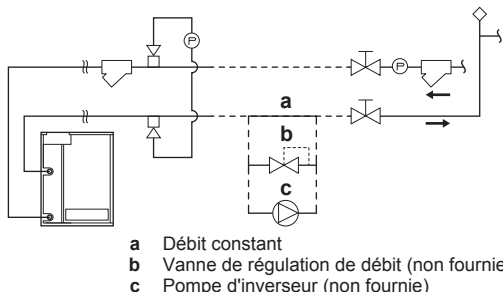 P
P
a
b
c
a Débit constant
b Vanne de régulation de débit (non fournie
c Pompe d'inverseur (non fournie)